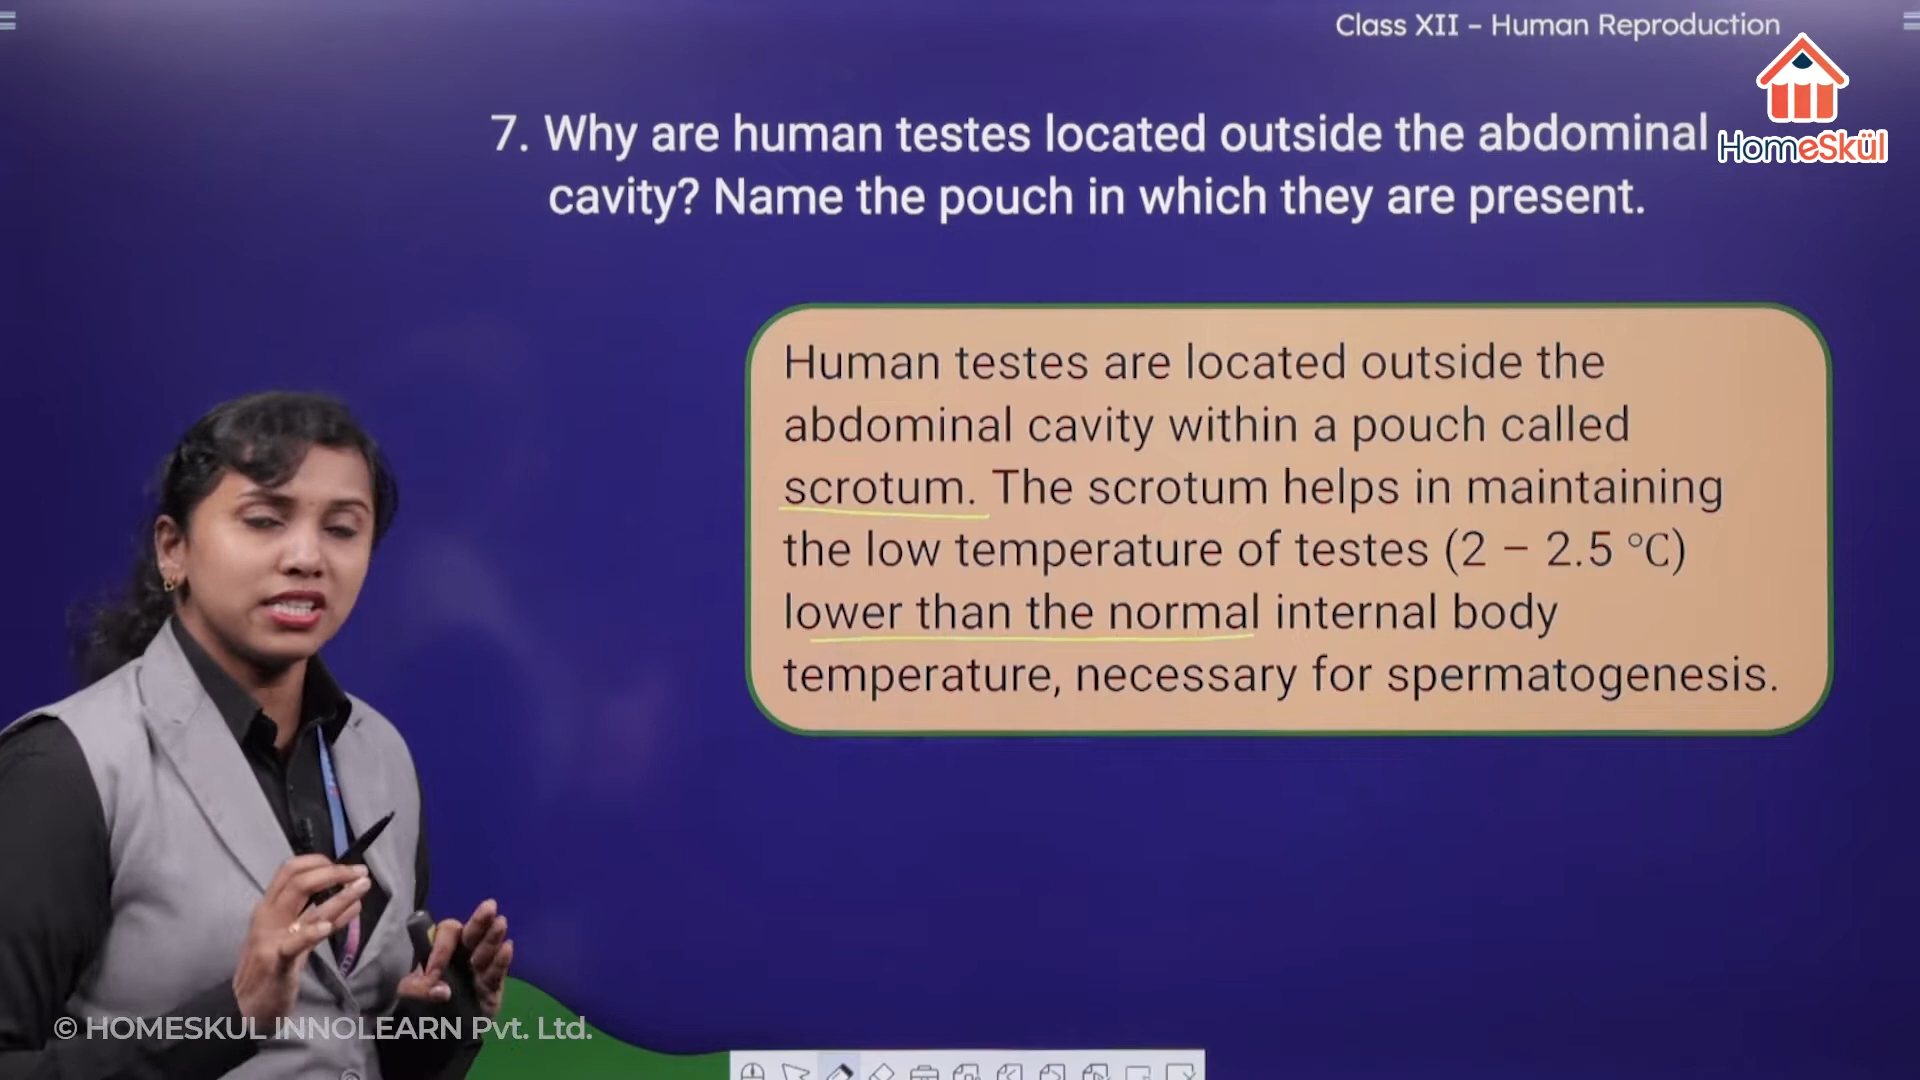 Class XII – Human Reproduction
HomeSkül
7. Why are human testes located outside the abdominal
cavity? Name the pouch in which they are present.
Human testes are located outside the
abdominal cavity within a pouch called
scrotum. The scrotum helps in maintaining
the low temperature of testes (2 – 2.5 °C)
lower than the normal internal body
temperature, necessary for spermatogenesis.
© HOMESKUL INNOLEARN Pvt. Ltd.